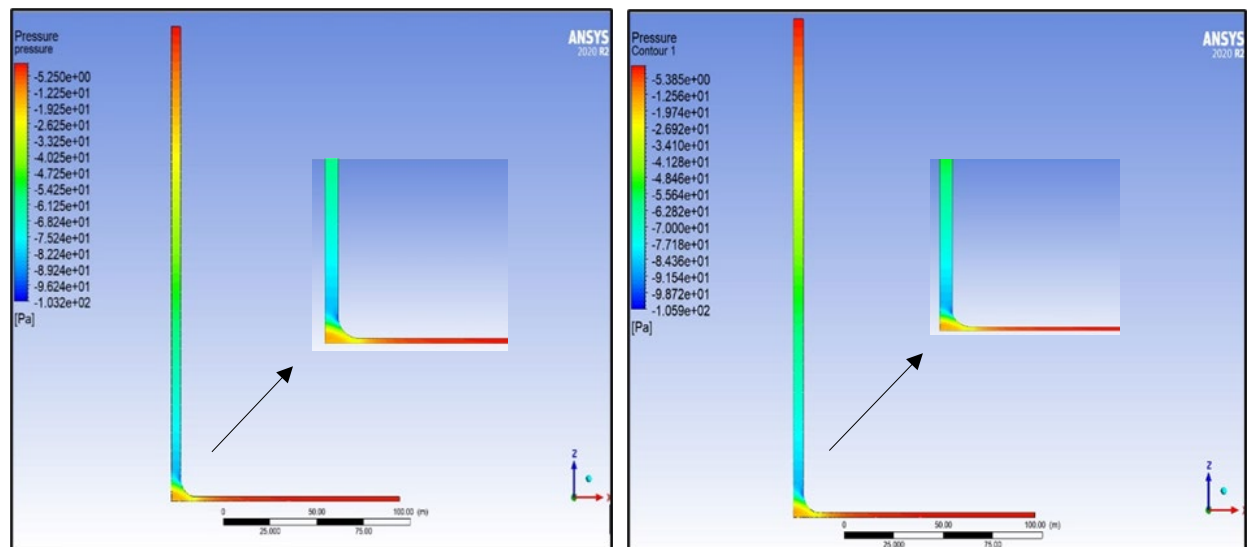 Pressure
pressure
ANSYS
2020 R2
-5.250e+00
-1.225e+01
-1.925e+01
-2.625e+01
-3.325e+01
-4.025e+01
-4.725e+01
-5.425e+01
-6.125e+01
-6.824e+01
-7.524e+01
-8.224e+01
-8.924e+01
-9.624e+01
-1.032e+02
[Pa]
Z
X
0 50.00 100.00 (m)
25.000 75.00
Pressure
Contour 1
ANSYS
2020 R2
-5.385e+00
-1.256e+01
-1.974e+01
-2.692e+01
-3.410e+01
-4.128e+01
-4.846e+01
-5.564e+01
-6.282e+01
-7.000e+01
-7.718e+01
-8.436e+01
-9.154e+01
-9.872e+01
-1.059e+02
[Pa]
Z
0 50.00 100.00 (m)
25.000 75.00